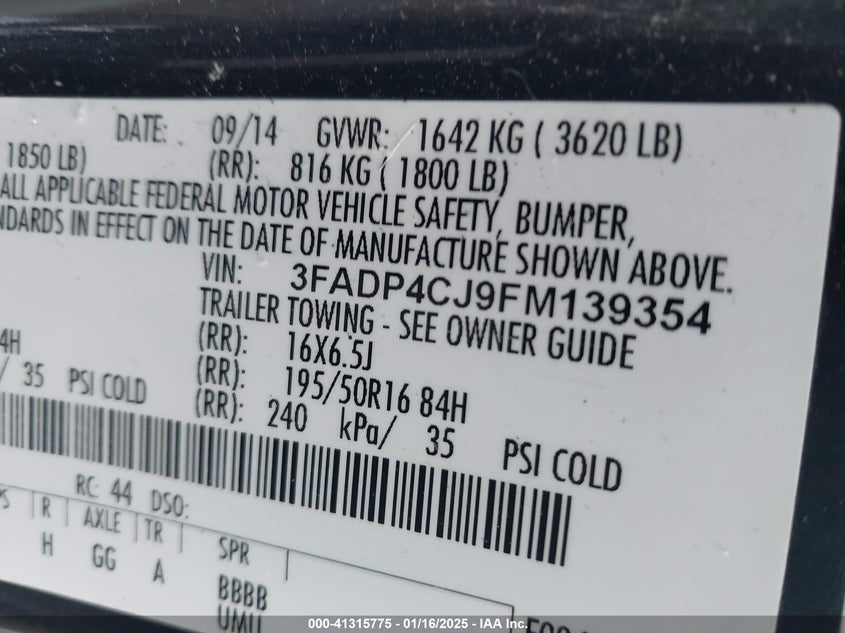 DATE: 09/14 GVWR: 1642 KG ( 3620 LB)
1850 LB) (RR): 816 KG ( 1800 LB)
ALL APPLICABLE FEDERAL MOTOR VEHICLE SAFETY, BUMPER,
IN EFFECT ON THE DATE OF MANUFACTURE SHOWN ABOVE.
VIN: 3FADP4CJ9FM139354
TRAILER TOWING - SEE OWNER GUIDE
(RR): 16X6.5J
4H (RR): 195/50R16 84H
/ 35 PSI COLD (RR): 240 kPa/ 35 PSI COLD
RC: 44 DSO:
R AXLE TR SPR
H GG A BBBB
UMIL
000-41315775 - 01/16/2025 - IAA Inc.